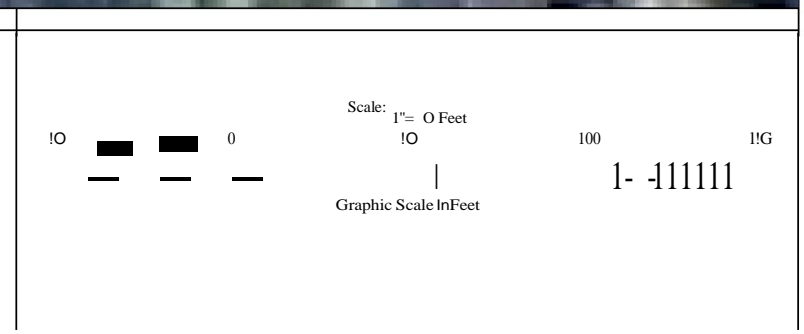 Scale: 1"= O Feet
!O 0 !O 100 1!G
| 1- -111111
Graphic Scale InFeet